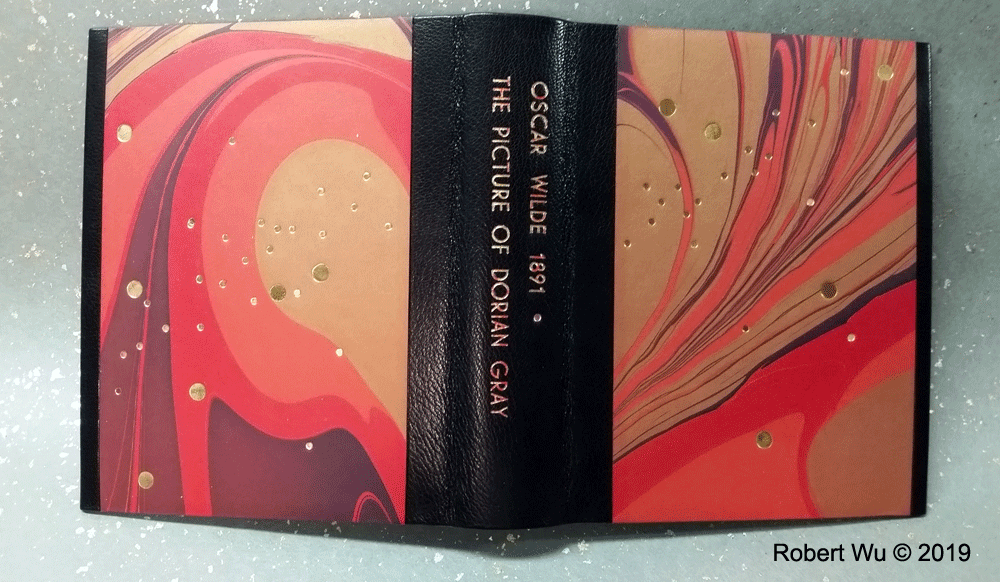 OSCAR WILDE 1891 •
THE PICTURE OF DORIAN GRAY
Robert Wu © 2019